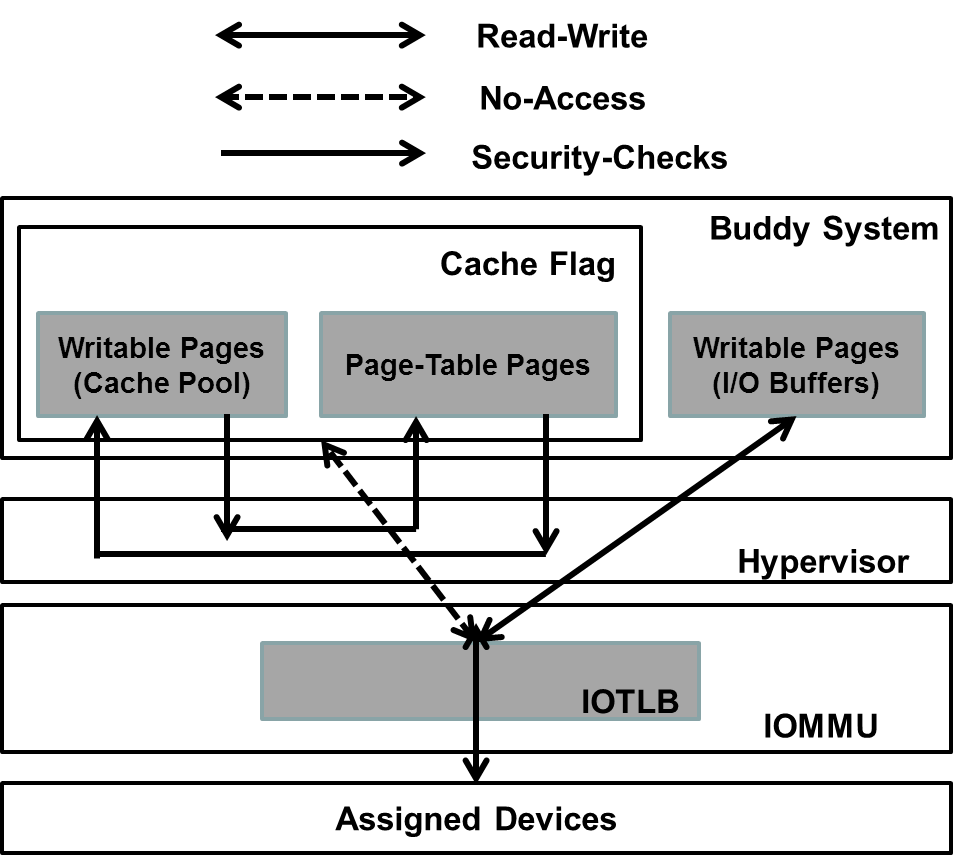 Read-Write
No-Access
Security-Checks
Buddy System
Cache Flag
Writable Pages
(Cache Pool)
Page-Table Pages
Writable Pages
(I/O Buffers)
Hypervisor
IOTLB
IOMMU
Assigned Devices